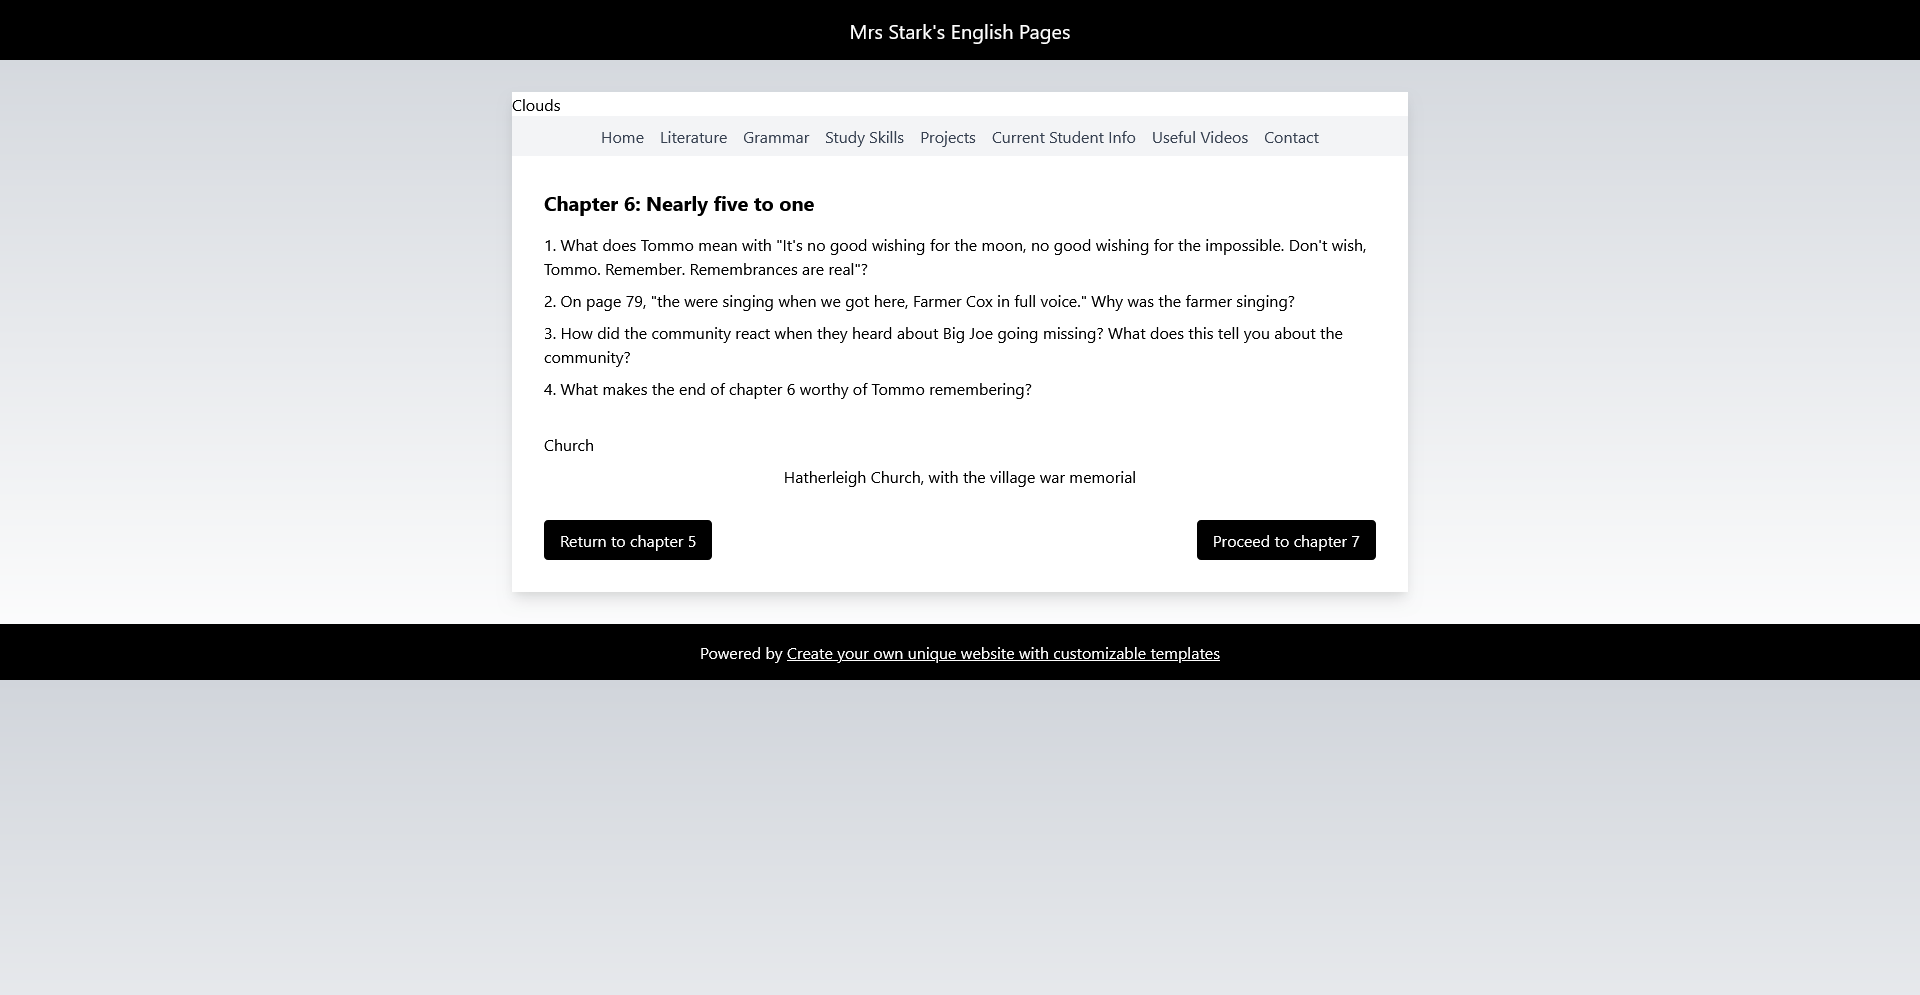 Mrs Stark's English Pages
Clouds
Home Literature Grammar Study Skills Projects Current Student Info Useful Videos Contact
Chapter 6: Nearly five to one
1. What does Tommo mean with "It's no good wishing for the moon, no good wishing for the impossible. Don't wish,
Tommo. Remember. Remembrances are real"?
2. On page 79, "the were singing when we got here, Farmer Cox in full voice." Why was the farmer singing?
3. How did the community react when they heard about Big Joe going missing? What does this tell you about the
community?
4. What makes the end of chapter 6 worthy of Tommo remembering?
Church
Hatherleigh Church, with the village war memorial
Return to chapter 5 Proceed to chapter 7
Powered by Create your own unique website with customizable templates